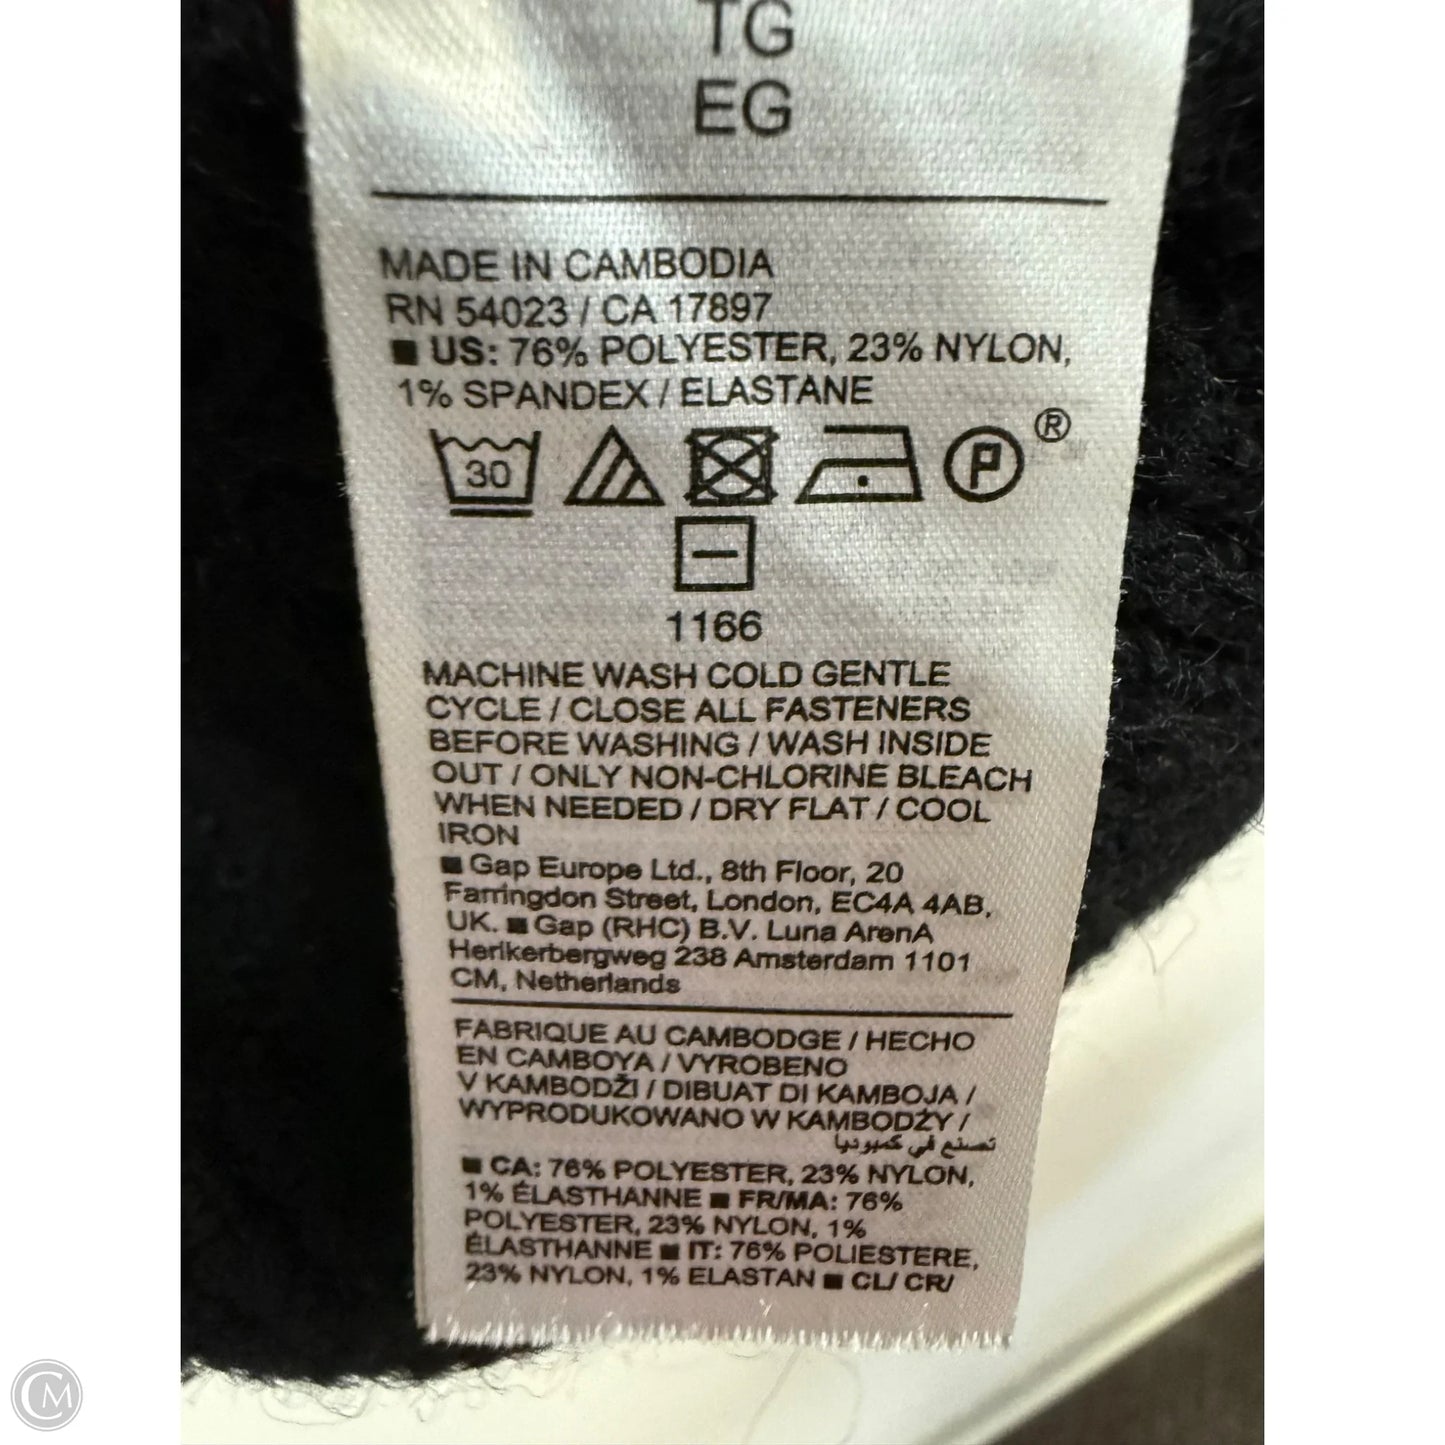 TG
EG
MADE IN CAMBODIA
RN 54023 / CA 17897
■ US: 76% POLYESTER, 23% NYLON,
1% SPANDEX / ELASTANE
30
P
®
1166
MACHINE WASH COLD GENTLE
CYCLE / CLOSE ALL FASTENERS
BEFORE WASHING / WASH INSIDE
OUT / ONLY NON-CHLORINE BLEACH
WHEN NEEDED / DRY FLAT / COOL
IRON
■ Gap Europe Ltd., 8th Floor, 20
Farringdon Street, London, EC4A 4AB,
UK. ■ Gap (RHC) B.V. Luna ArenA
Herikerbergweg 238 Amsterdam 1101
CM, Netherlands
FABRIQUE AU CAMBODGE / HECHO
EN CAMBOYA / VYROBENO
V KAMBODŽI / DIBUAT DI KAMBOJA /
WYPRODUKOWANO W KAMBODŻY /
تصنع في كمبوديا
■ CA: 76% POLYESTER, 23% NYLON,
1% ÉLASTHANNE ■ FR/MA: 76%
POLYESTER, 23% NYLON, 1%
ÉLASTHANNE ■ IT: 76% POLIESTERE,
23% NYLON, 1% ELASTAN ■ CL/ CR/
CM